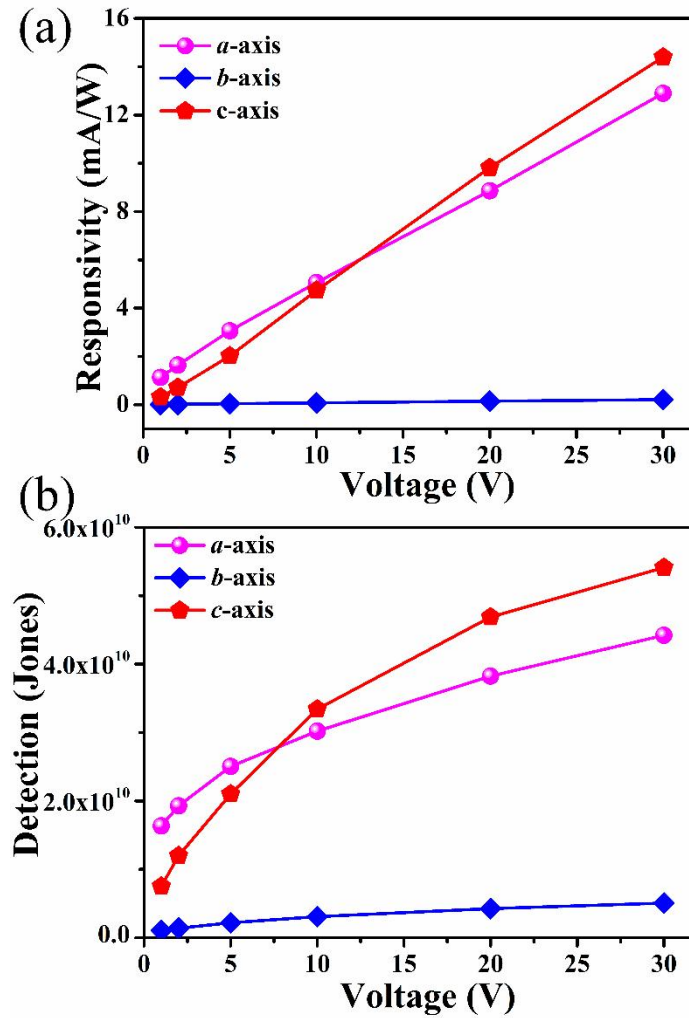 (a)
16
12
8
4
0
Responsivity (mA/W)
a-axis
b-axis
c-axis
0 5 10 15 20 25 30
Voltage (V)
(b)
6.0x10^10
4.0x10^10
2.0x10^10
0.0
Detection (Jones)
a-axis
b-axis
c-axis
0 5 10 15 20 25 30
Voltage (V)